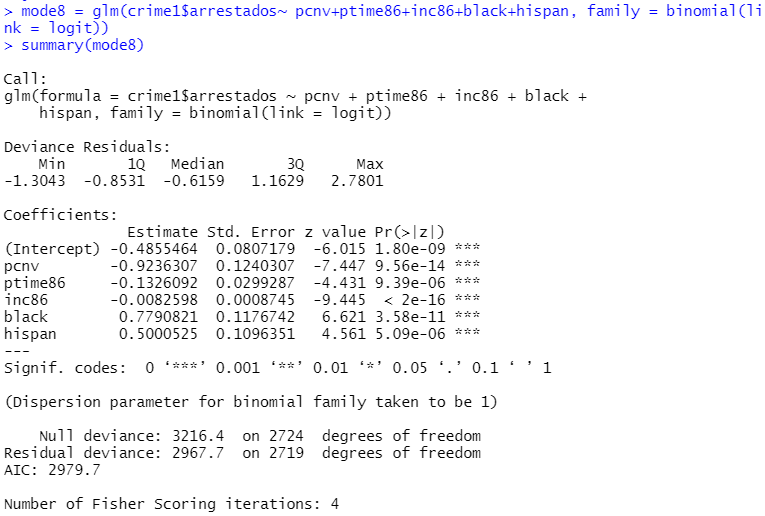 > mode8 = glm(crime1$arrestados~ pcnv+ptime86+inc86+black+hispan, family = binomial(li
nk = logit))
> summary(mode8)
Call:
glm(formula = crime1$arrestados ~ pcnv + ptime86 + inc86 + black +
    hispan, family = binomial(link = logit))
Deviance Residuals:
    Min       1Q   Median       3Q      Max
-1.3043  -0.8531  -0.6159   1.1629   2.7801
Coefficients:
              Estimate Std. Error z value Pr(>|z|)
(Intercept) -0.4855464  0.0807179  -6.015 1.80e-09 ***
pcnv        -0.9236307  0.1240307  -7.447 9.56e-14 ***
ptime86     -0.1326092  0.0299287  -4.431 9.39e-06 ***
inc86       -0.0082598  0.0008745  -9.445  < 2e-16 ***
black        0.7790821  0.1176742   6.621 3.58e-11 ***
hispan       0.5000525  0.1096351   4.561 5.09e-06 ***
---
Signif. codes:  0 ‘***’ 0.001 ‘**’ 0.01 ‘*’ 0.05 ‘.’ 0.1 ‘ ’ 1
(Dispersion parameter for binomial family taken to be 1)
    Null deviance: 3216.4  on 2724  degrees of freedom
Residual deviance: 2967.7  on 2719  degrees of freedom
AIC: 2979.7
Number of Fisher Scoring iterations: 4